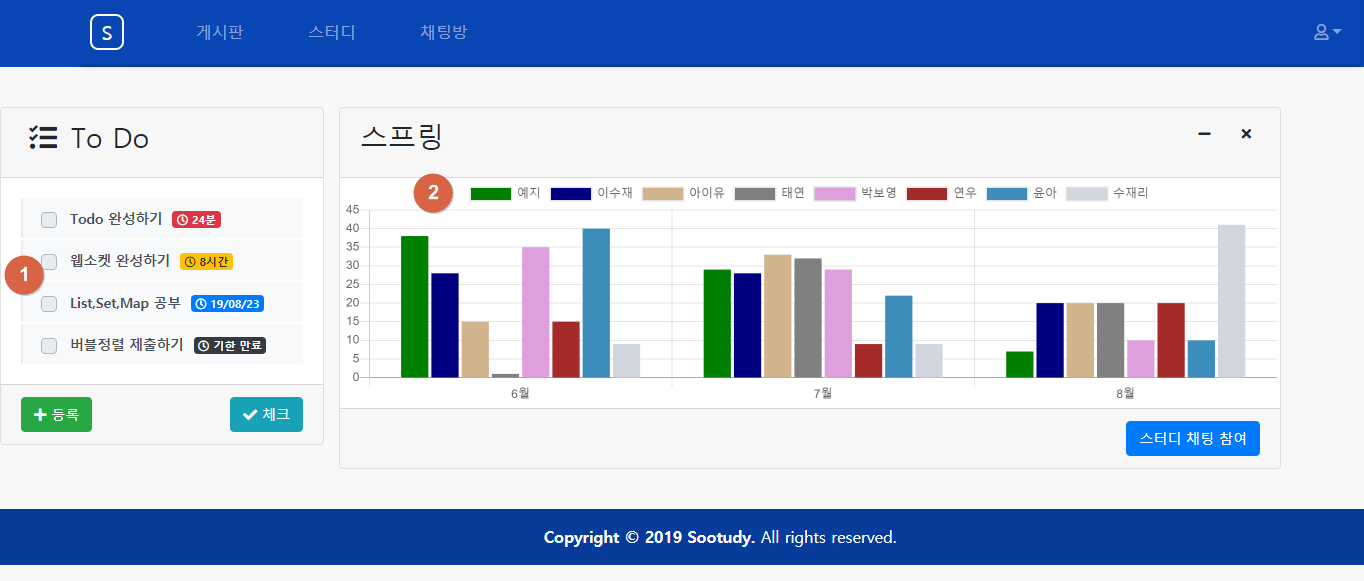 S 게시판 스터디 채팅방
To Do
Todo 완성하기 24분
1
웹소켓 완성하기 8시간
List,Set,Map 공부 19/08/23
버블정렬 제출하기 기한 만료
등록 체크
스프링
2 예지 이수재 아이유 태연 박보영 연우 윤아 수재리
45
40
35
30
25
20
15
10
5
0
6월 7월 8월
스터디 채팅 참여
Copyright © 2019 Sootudy. All rights reserved.